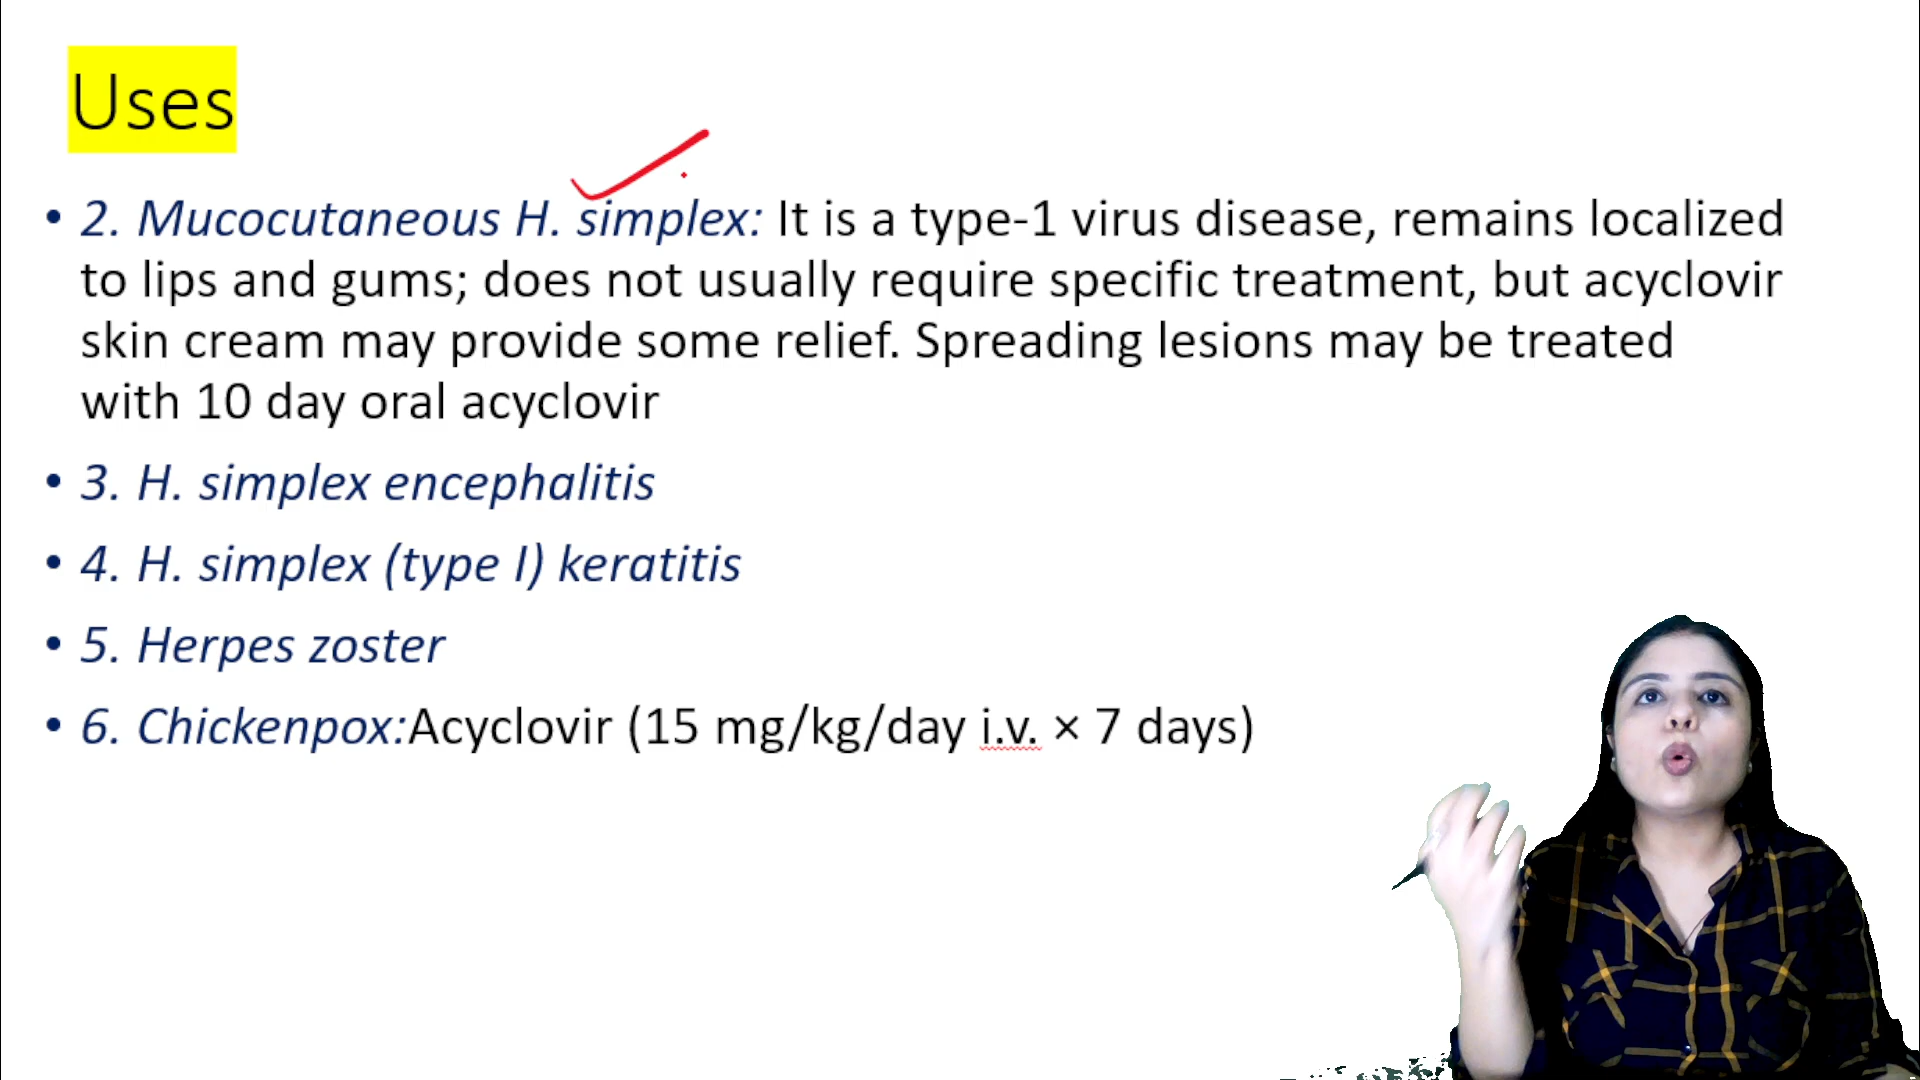 Uses
• 2. Mucocutaneous H. simplex: It is a type-1 virus disease, remains localized
to lips and gums; does not usually require specific treatment, but acyclovir
skin cream may provide some relief. Spreading lesions may be treated
with 10 day oral acyclovir
• 3. H. simplex encephalitis
• 4. H. simplex (type I) keratitis
• 5. Herpes zoster
• 6. Chickenpox:Acyclovir (15 mg/kg/day i.v. × 7 days)